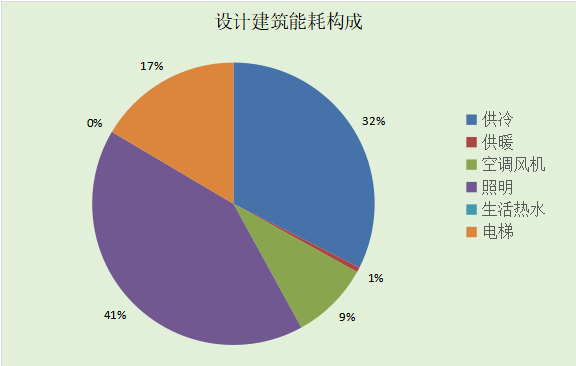 设计建筑能耗构成
17%
32%
0%
41%
1%
9%
供冷
供暖
空调风机
照明
生活热水
电梯